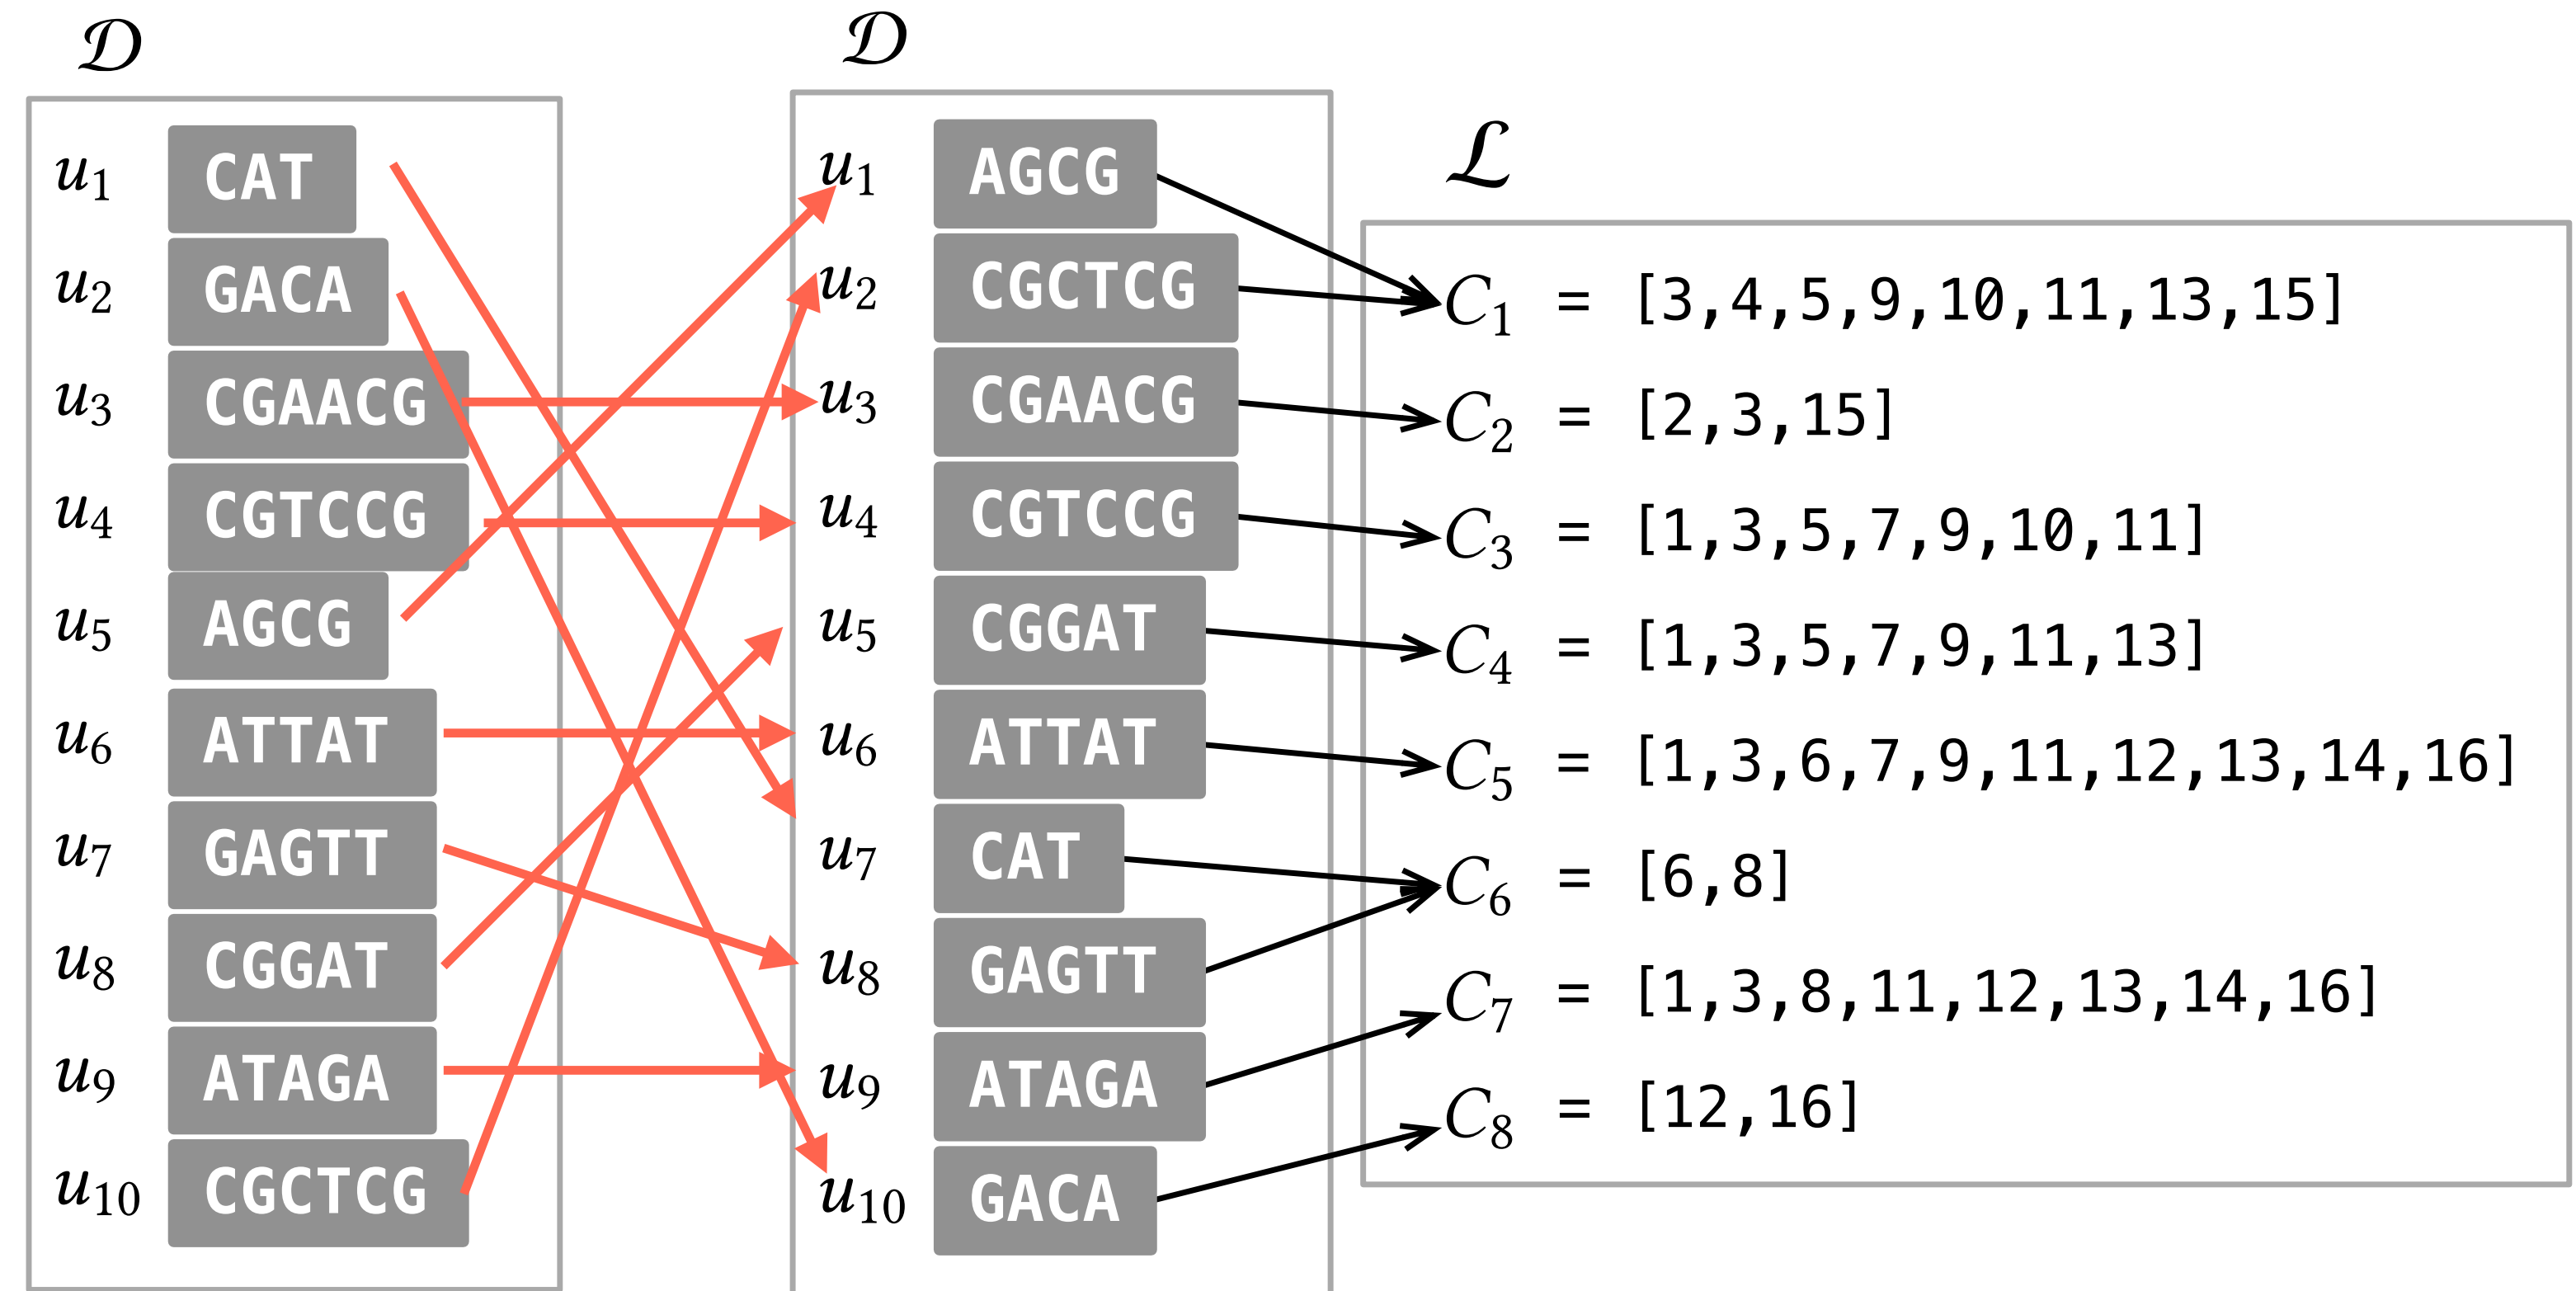 𝒟
u1 CAT
u2 GACA
u3 CGAACG
u4 CGTCCG
u5 AGCG
u6 ATTAT
u7 GAGTT
u8 CGGAT
u9 ATAGA
u10 CGCTCG
𝒟
u1 AGCG
u2 CGCTCG
u3 CGAACG
u4 CGTCCG
u5 CGGAT
u6 ATTAT
u7 CAT
u8 GAGTT
u9 ATAGA
u10 GACA
ℒ
C1 = [3,4,5,9,10,11,13,15]
C2 = [2,3,15]
C3 = [1,3,5,7,9,10,11]
C4 = [1,3,5,7,9,11,13]
C5 = [1,3,6,7,9,11,12,13,14,16]
C6 = [6,8]
C7 = [1,3,8,11,12,13,14,16]
C8 = [12,16]